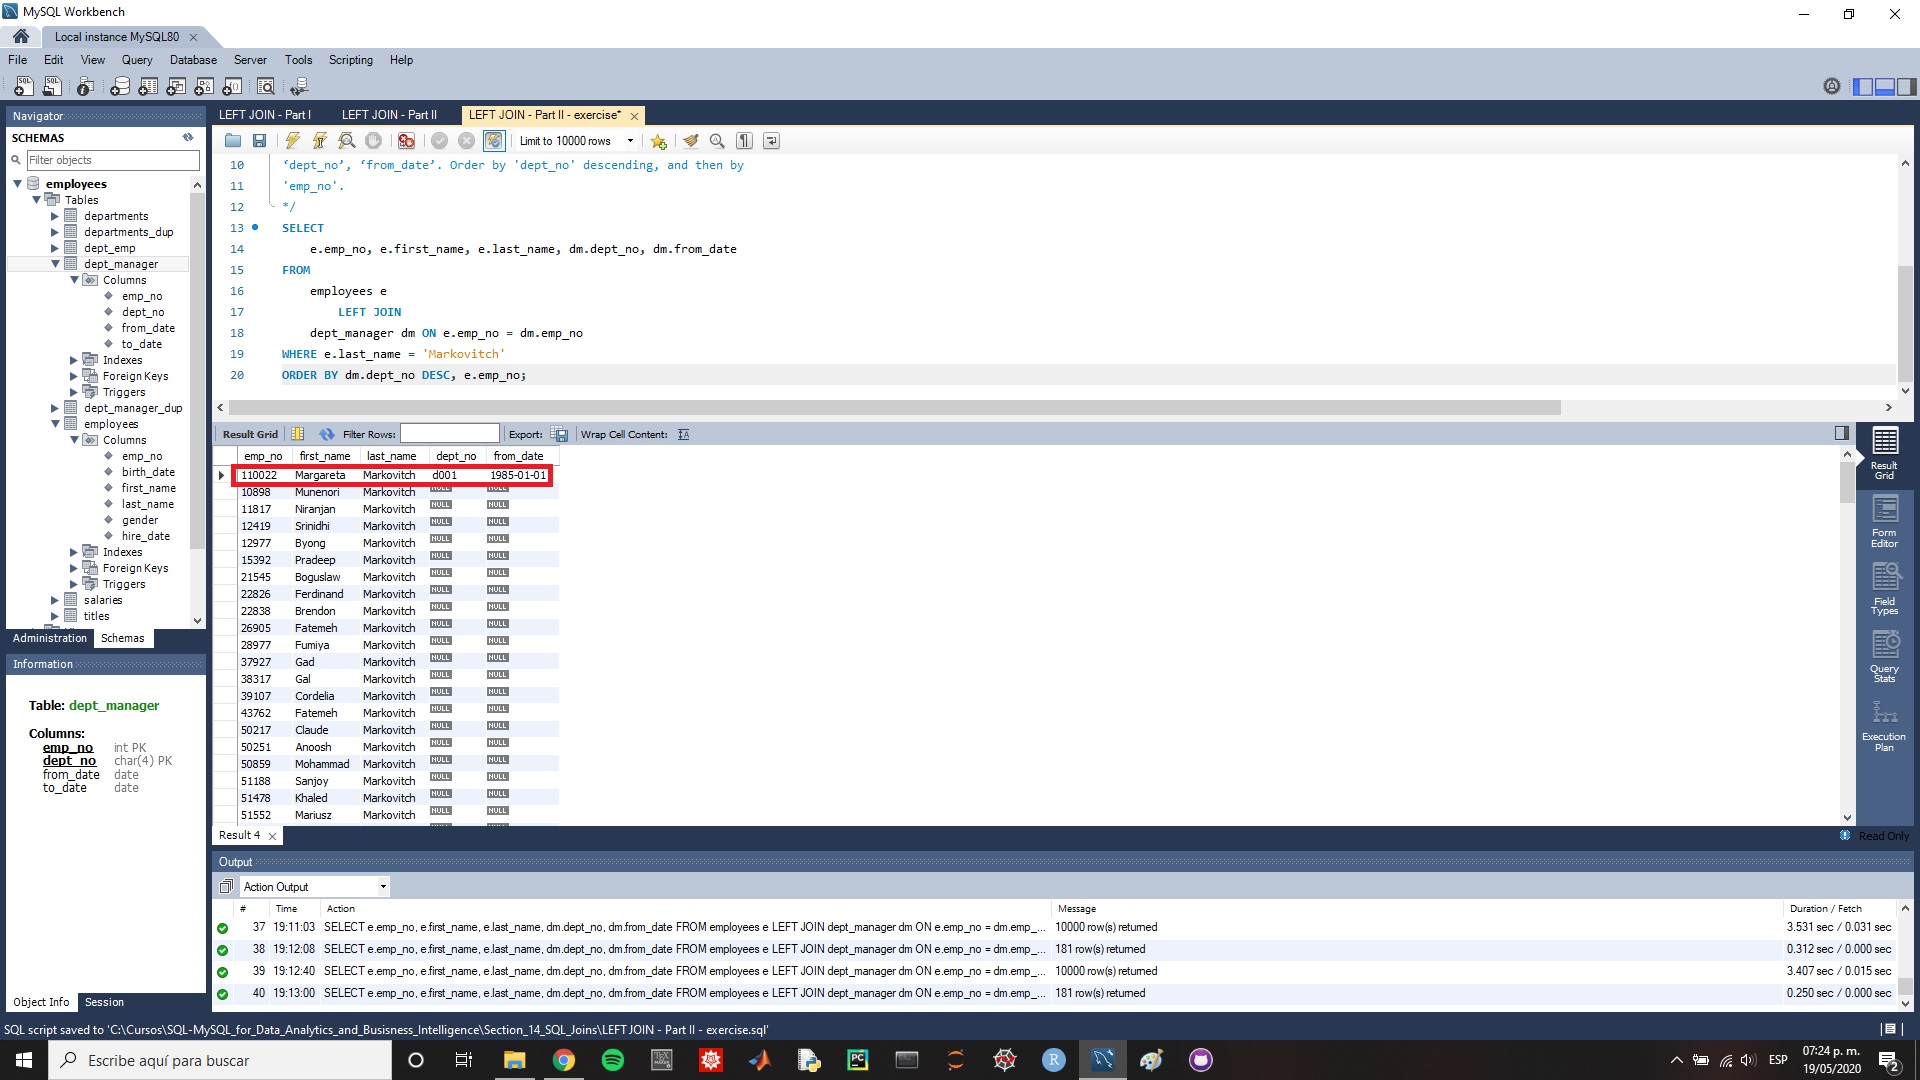 MySQL Workbench
Local instance MySQL80
File Edit View Query Database Server Tools Scripting Help
Navigator
SCHEMAS
Filter objects
employees
Tables
departments
departments_dup
dept_emp
dept_manager
Columns
emp_no
dept_no
from_date
to_date
Indexes
Foreign Keys
Triggers
dept_manager_dup
employees
Columns
emp_no
birth_date
first_name
last_name
gender
hire_date
Indexes
Foreign Keys
Triggers
salaries
titles
Administration Schemas
Information
Table: dept_manager
Columns:
emp_no int PK
dept_no char(4) PK
from_date date
to_date date
Object Info Session
LEFT JOIN - Part I LEFT JOIN - Part II LEFT JOIN - Part II - exercise*
Limit to 10000 rows
10 ‘dept_no’, ‘from_date’. Order by 'dept_no' descending, and then by
11 'emp_no'.
12 */
13 SELECT
14 e.emp_no, e.first_name, e.last_name, dm.dept_no, dm.from_date
15 FROM
16 employees e
17 LEFT JOIN
18 dept_manager dm ON e.emp_no = dm.emp_no
19 WHERE e.last_name = 'Markovitch'
20 ORDER BY dm.dept_no DESC, e.emp_no;
Result Grid Filter Rows: Export: Wrap Cell Content:
emp_no first_name last_name dept_no from_date
110022 Margareta Markovitch d001 1985-01-01
10898 Munenori Markovitch NULL NULL
11817 Niranjan Markovitch NULL NULL
12419 Srinidhi Markovitch NULL NULL
12977 Byong Markovitch NULL NULL
15392 Pradeep Markovitch NULL NULL
21545 Boguslaw Markovitch NULL NULL
22826 Ferdinand Markovitch NULL NULL
22838 Brendon Markovitch NULL NULL
26905 Fatemeh Markovitch NULL NULL
28977 Fumiya Markovitch NULL NULL
37927 Gad Markovitch NULL NULL
38317 Gal Markovitch NULL NULL
39107 Cordelia Markovitch NULL NULL
43762 Fatemeh Markovitch NULL NULL
50217 Claude Markovitch NULL NULL
50251 Anoosh Markovitch NULL NULL
50859 Mohammad Markovitch NULL NULL
51188 Sanjoy Markovitch NULL NULL
51478 Khaled Markovitch NULL NULL
51552 Mariusz Markovitch NULL NULL
Result Grid
Form Editor
Field Types
Query Stats
Execution Plan
Result 4
Read Only
Output
Action Output
# Time Action Message Duration / Fetch
37 19:11:03 SELECT e.emp_no, e.first_name, e.last_name, dm.dept_no, dm.from_date FROM employees e LEFT JOIN dept_manager dm ON e.emp_no = dm.emp_... 10000 row(s) returned 3.531 sec / 0.031 sec
38 19:12:08 SELECT e.emp_no, e.first_name, e.last_name, dm.dept_no, dm.from_date FROM employees e LEFT JOIN dept_manager dm ON e.emp_no = dm.emp_... 181 row(s) returned 0.312 sec / 0.000 sec
39 19:12:40 SELECT e.emp_no, e.first_name, e.last_name, dm.dept_no, dm.from_date FROM employees e LEFT JOIN dept_manager dm ON e.emp_no = dm.emp_... 10000 row(s) returned 3.407 sec / 0.015 sec
40 19:13:00 SELECT e.emp_no, e.first_name, e.last_name, dm.dept_no, dm.from_date FROM employees e LEFT JOIN dept_manager dm ON e.emp_no = dm.emp_... 181 row(s) returned 0.250 sec / 0.000 sec
SQL script saved to 'C:\Cursos\SQL-MySQL_for_Data_Analytics_and_Business_Intelligence\Section_14_SQL_Joins\LEFT JOIN - Part II - exercise.sql'
Escribe aquí para buscar
ESP
07:24 p. m.
19/05/2020
2